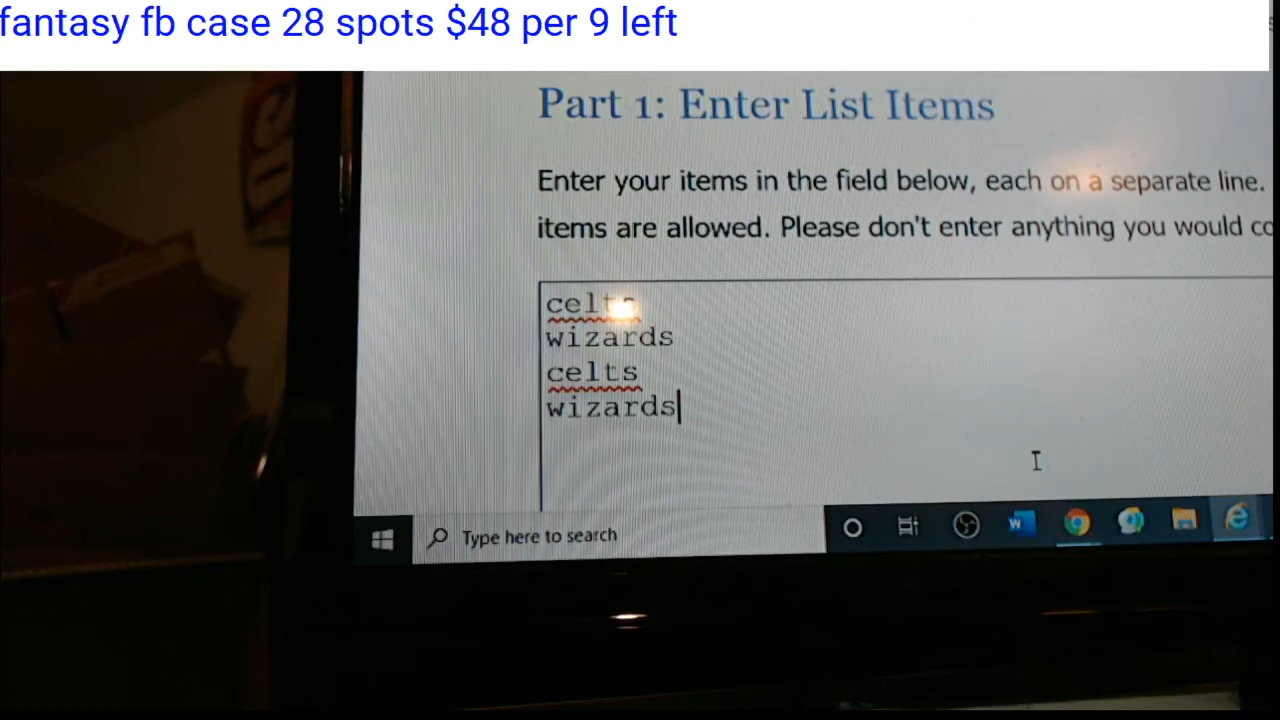 fantasy fb case 28 spots $48 per 9 left
Part 1: Enter List Items
Enter your items in the field below, each on a separate line.
items are allowed. Please don't enter anything you would
celts
wizards
celts
wizards
Type here to search